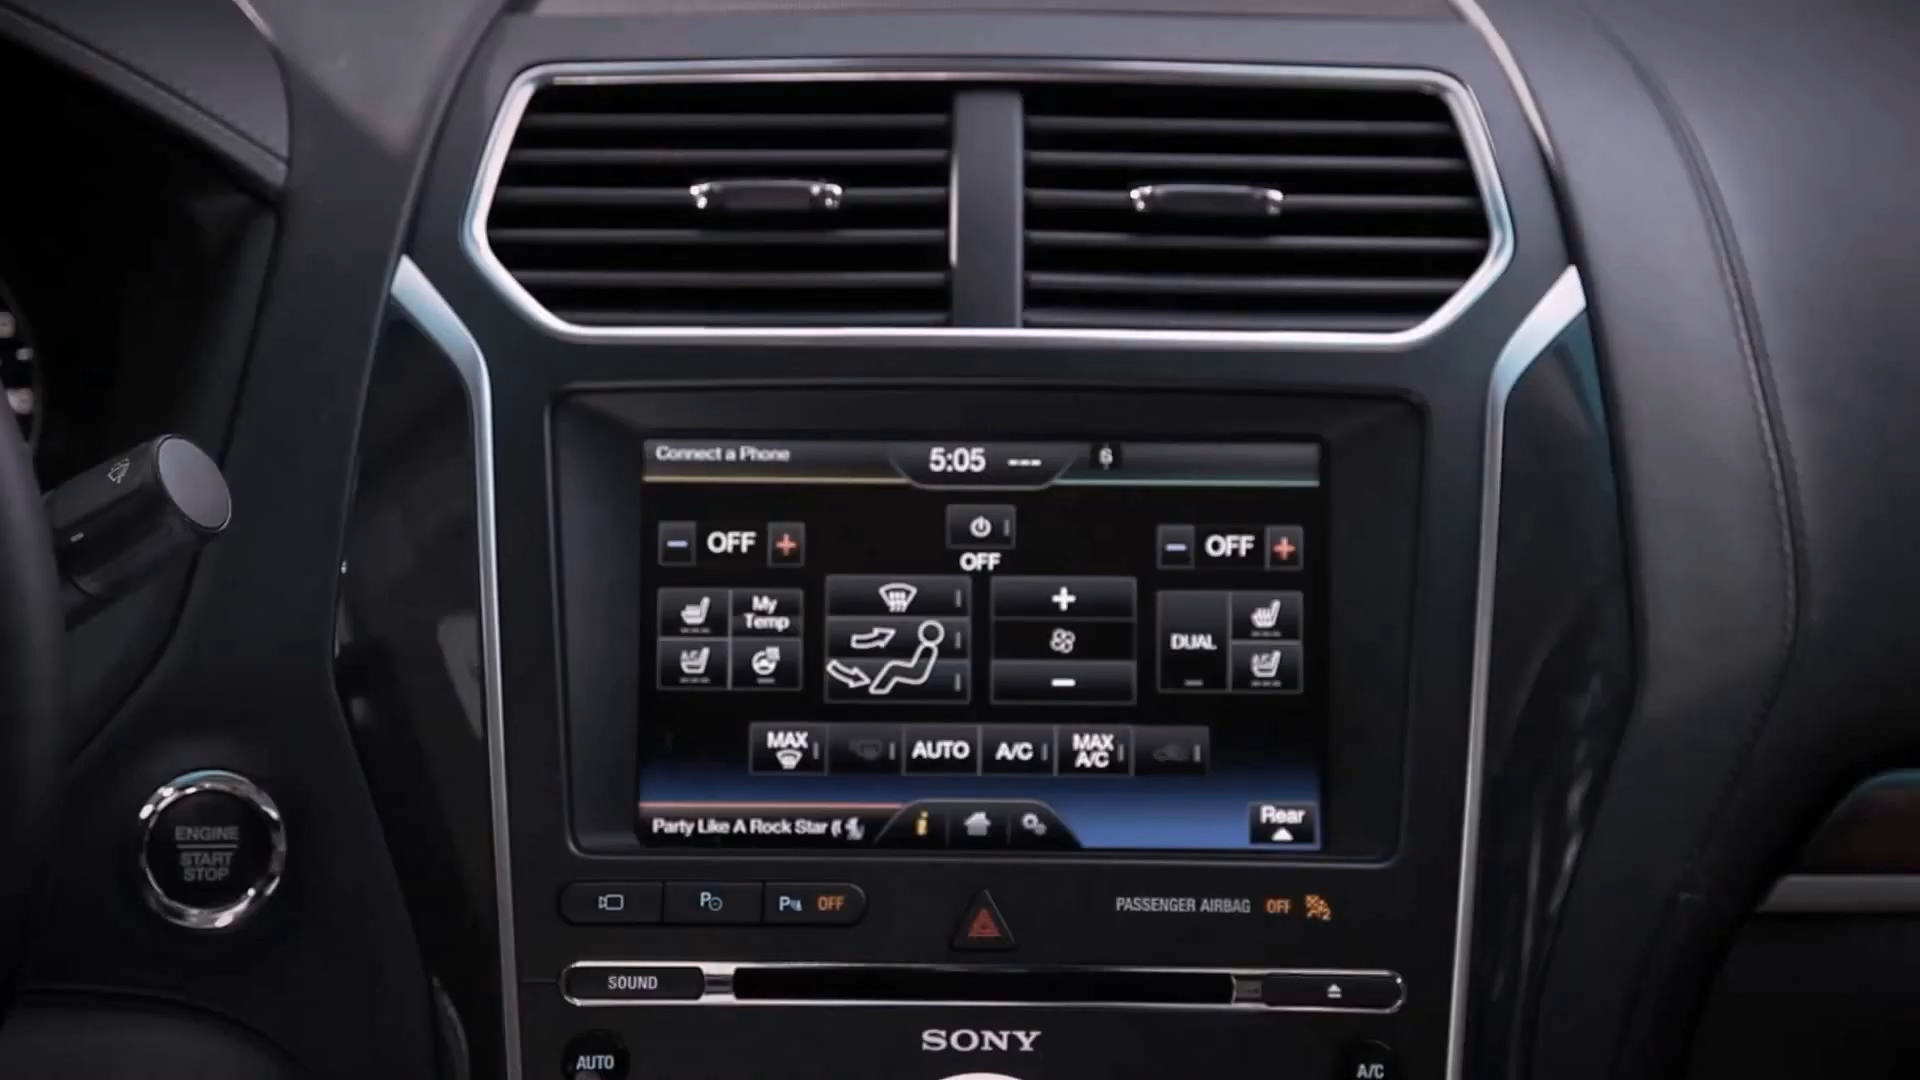 Connect a Phone
5:05 ---
OFF
OFF
OFF
My
Temp
DUAL
MAX
AUTO
A/C
MAX
A/C
Party Like A Rock Star (
Rear
ENGINE
START
STOP
P OFF
PASSENGER AIRBAG OFF
SOUND
SONY
AUTO
A/C